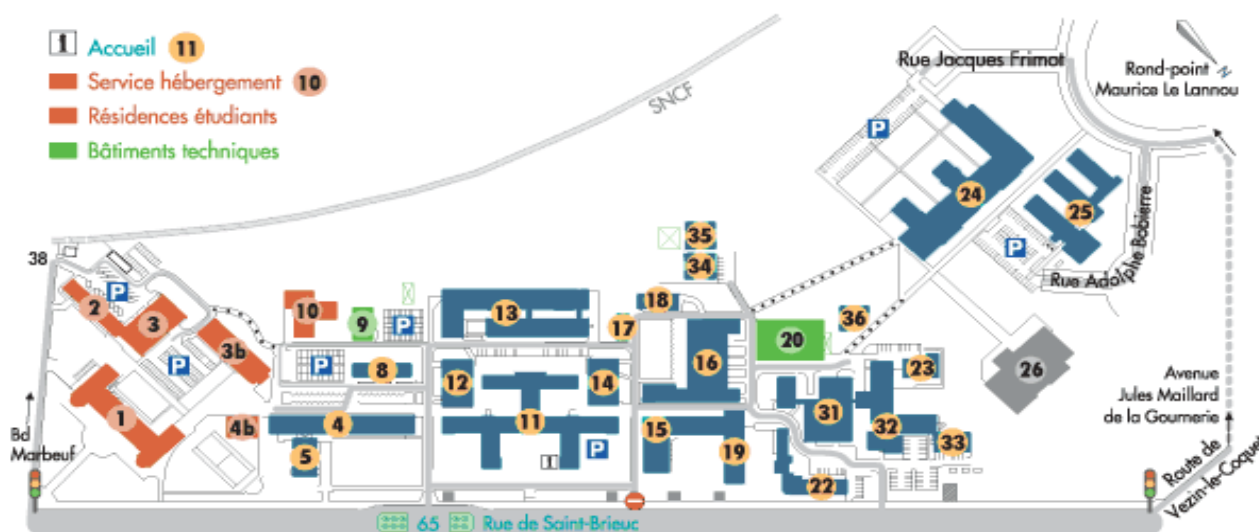 i Accueil 11
Service hébergement 10
Résidences étudiants
Bâtiments techniques
SNCF
Rue Jacques Frimot
Rond-point
Maurice Le Lannou
N
P
24
25
P
Rue Adolphe Bobierre
35
34
38
2
P
3
10
9
P
13
18
17
36
20
3b
P
P
8
12
14
16
23
26
Avenue
Jules Maillard
de la Gournerie
1
4b
4
11
31
32
5
15
19
33
i
P
22
Bd
Marbeuf
Route de
Vezin-le-Coquet
65 Rue de Saint-Brieuc